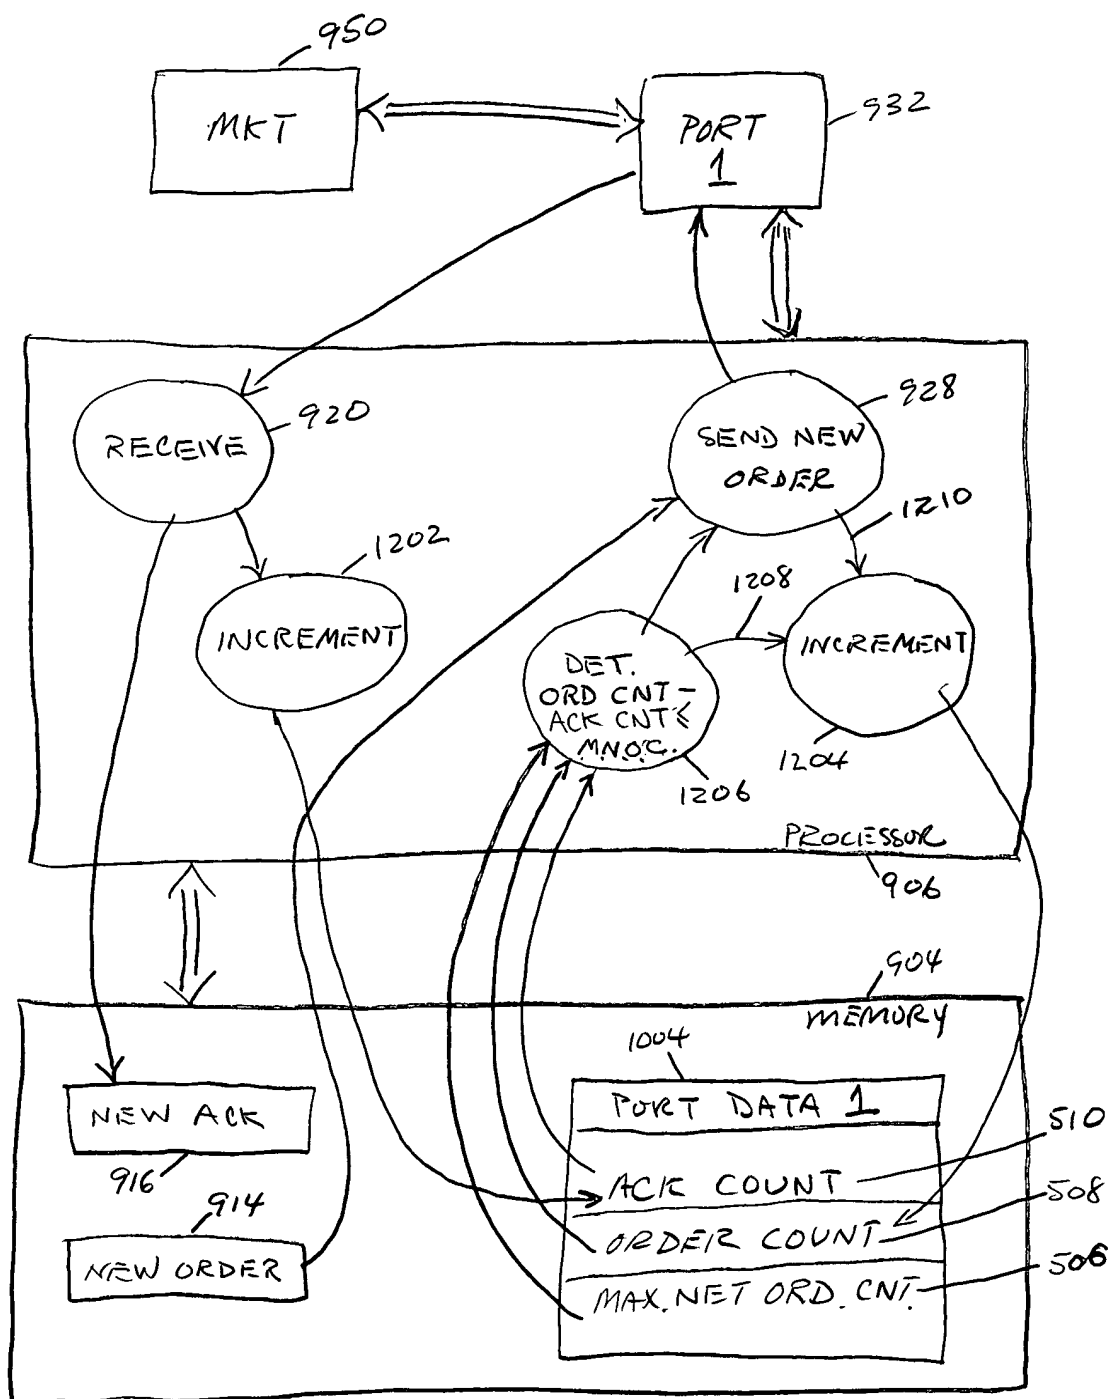 950
MKT
PORT
1
932
RECEIVE
920
SEND NEW
ORDER
928
1210
1202
INCREMENT
1208
DET.
ORD CNT –
ACK CNT ≤
M.N.O.C.
1206
INCREMENT
1204
PROCESSOR
906
904
MEMORY
1004
PORT DATA 1
NEW ACK
916
ACK COUNT
510
914
NEW ORDER
ORDER COUNT
508
MAX. NET ORD. CNT.
506